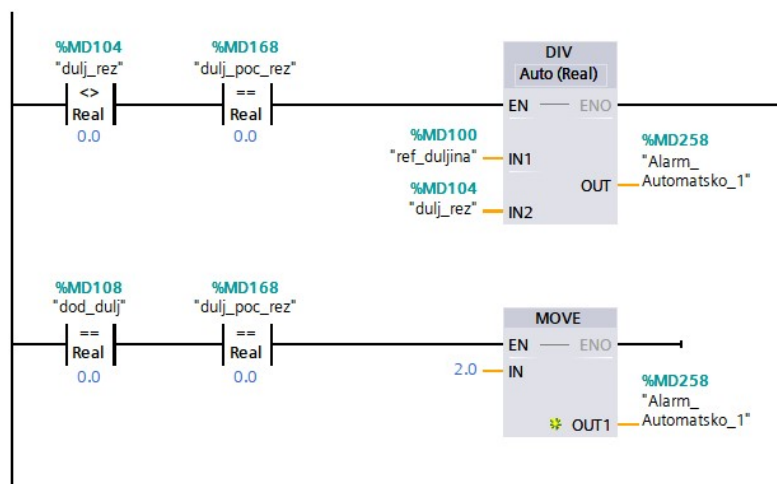 %MD104
"dulj_rez"
<>
Real
0.0
%MD168
"dulj_poc_rez"
==
Real
0.0
DIV
Auto (Real)
EN
ENO
%MD100
"ref_duljina"
IN1
%MD104
"dulj_rez"
IN2
OUT
%MD258
"Alarm_
Automatsko_1"
%MD108
"dod_dulj"
==
Real
0.0
%MD168
"dulj_poc_rez"
==
Real
0.0
MOVE
EN
ENO
2.0
IN
OUT1
%MD258
"Alarm_
Automatsko_1"